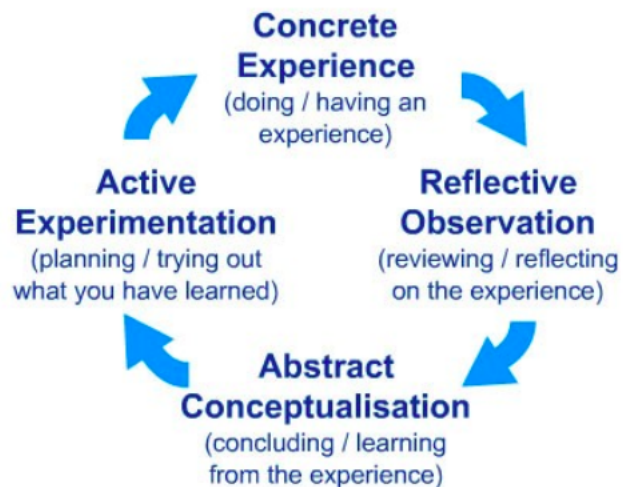 Concrete
Experience
(doing / having an
experience)
Reflective
Observation
(reviewing / reflecting
on the experience)
Abstract
Conceptualisation
(concluding / learning
from the experience)
Active
Experimentation
(planning / trying out
what you have learned)